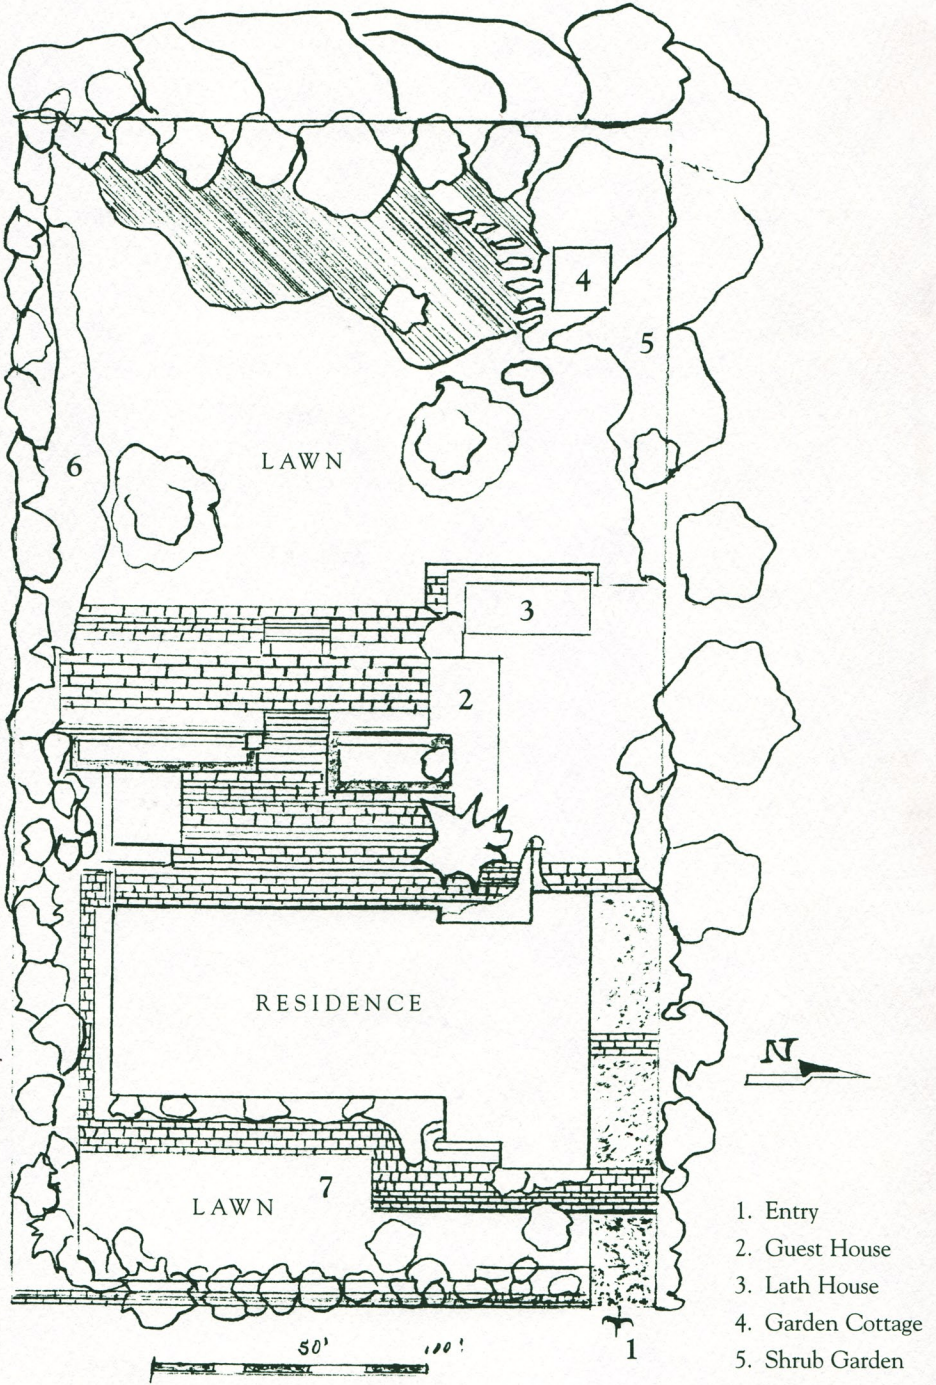 4
5
LAWN
6
3
2
RESIDENCE
N
7
LAWN
1. Entry
2. Guest House
3. Lath House
4. Garden Cottage
5. Shrub Garden
50' 100'
1